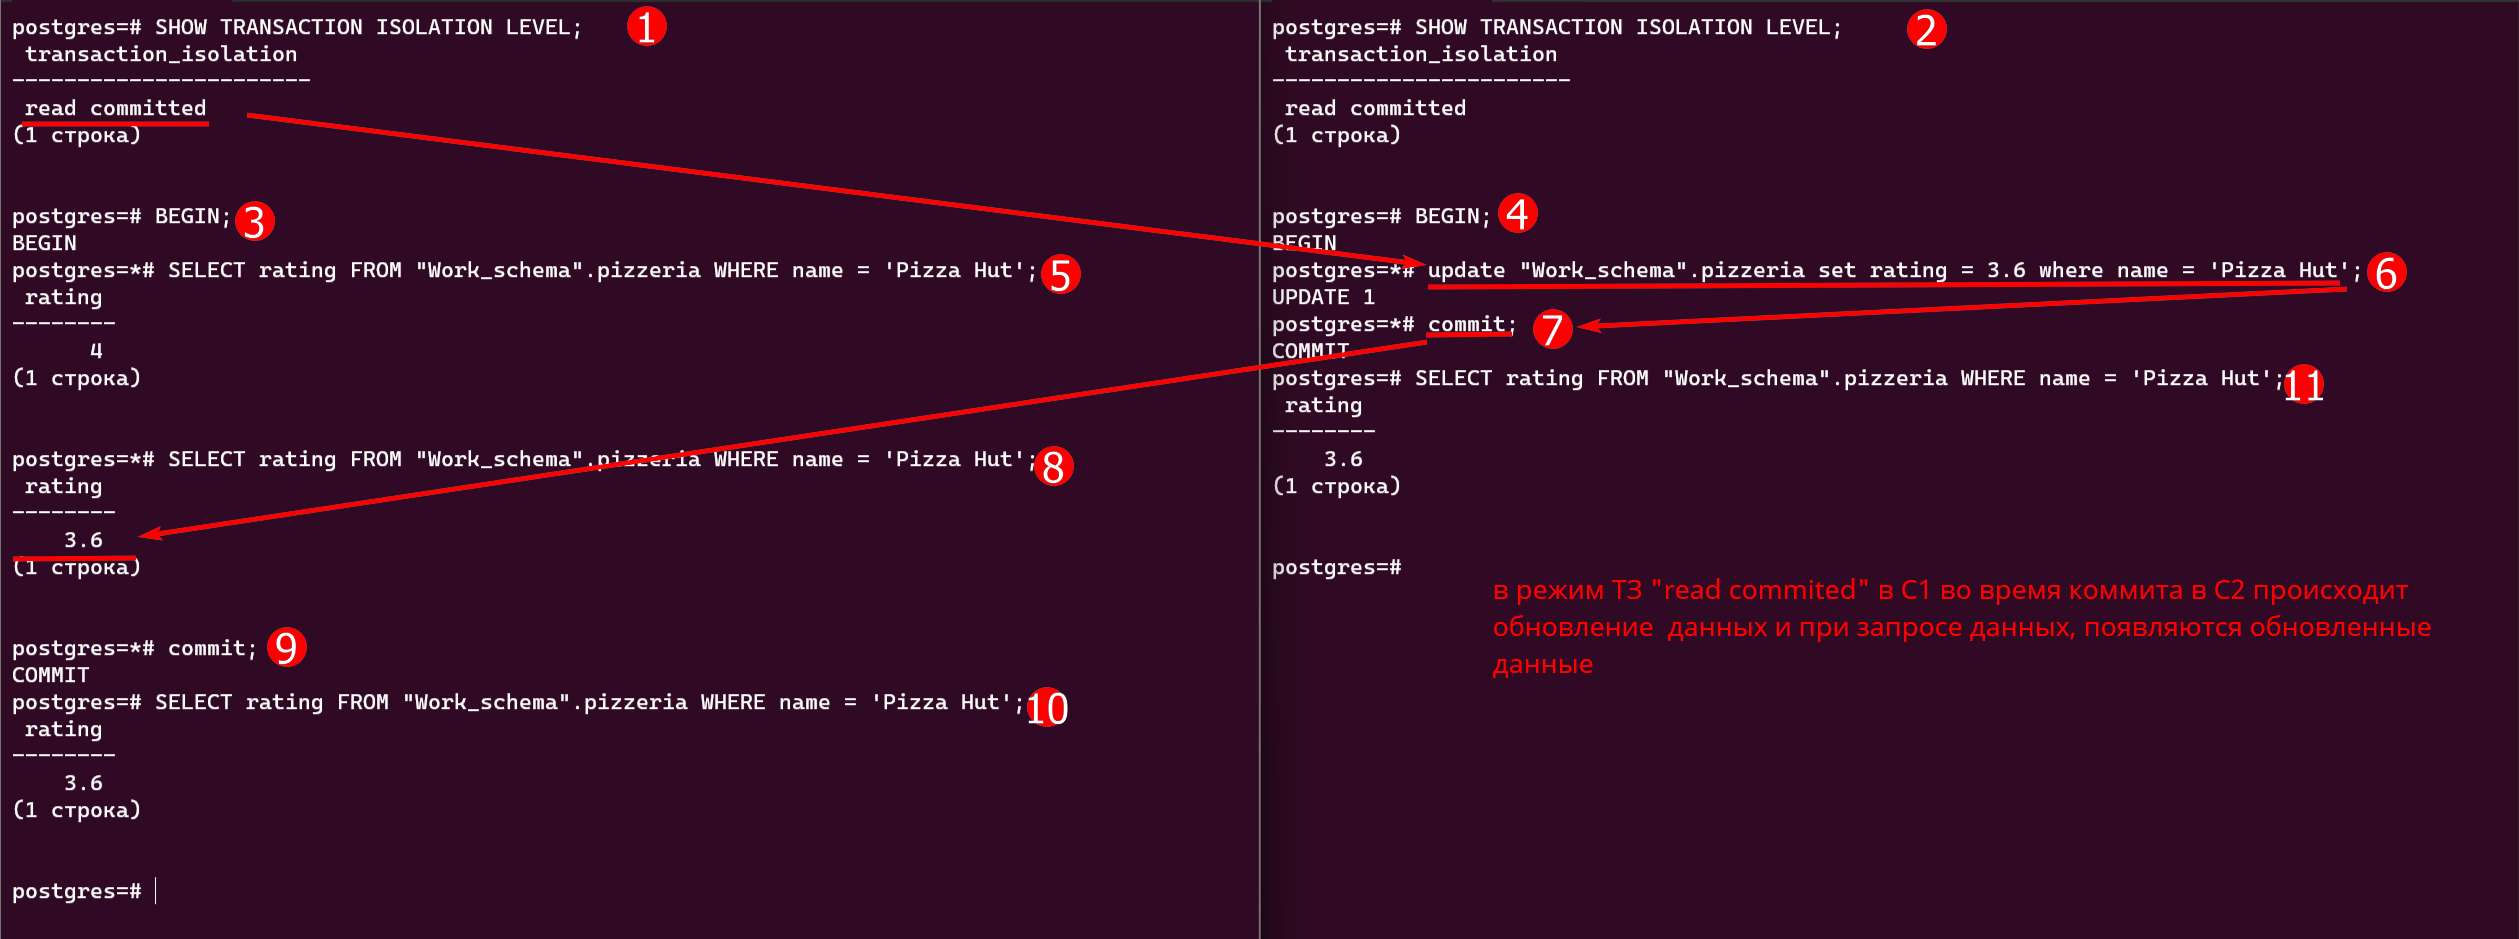 postgres=# SHOW TRANSACTION ISOLATION LEVEL; 1
transaction_isolation
-----------------------
read committed
(1 строка)
postgres=# BEGIN; 3
BEGIN
postgres=*# SELECT rating FROM "Work_schema".pizzeria WHERE name = 'Pizza Hut'; 5
rating
--------
4
(1 строка)
postgres=*# SELECT rating FROM "Work_schema".pizzeria WHERE name = 'Pizza Hut'; 8
rating
--------
3.6
(1 строка)
postgres=*# commit; 9
COMMIT
postgres=# SELECT rating FROM "Work_schema".pizzeria WHERE name = 'Pizza Hut'; 10
rating
--------
3.6
(1 строка)
postgres=#
postgres=# SHOW TRANSACTION ISOLATION LEVEL; 2
transaction_isolation
-----------------------
read committed
(1 строка)
postgres=# BEGIN; 4
BEGIN
postgres=*# update "Work_schema".pizzeria set rating = 3.6 where name = 'Pizza Hut'; 6
UPDATE 1
postgres=*# commit; 7
COMMIT
postgres=# SELECT rating FROM "Work_schema".pizzeria WHERE name = 'Pizza Hut'; 11
rating
--------
3.6
(1 строка)
postgres=#
в режим ТЗ "read commited" в С1 во время коммита в С2 происходит
обновление  данных и при запросе данных, появляются обновленные
данные